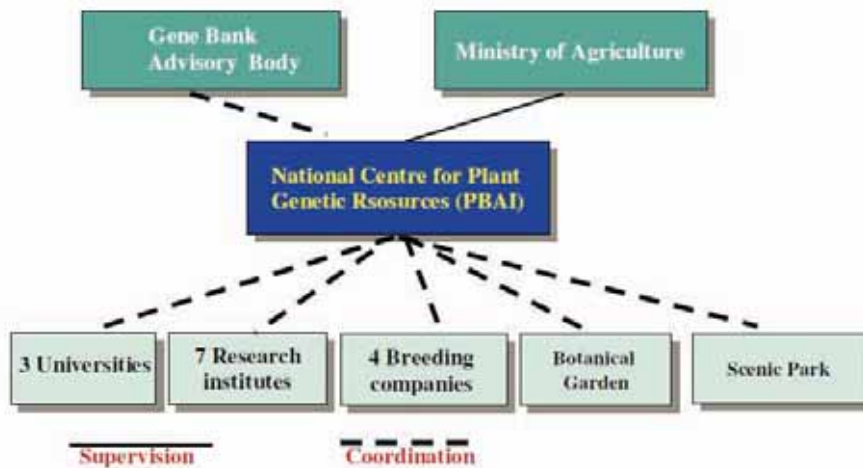 Gene Bank
Advisory Body
Ministry of Agriculture
National Centre for Plant
Genetic Rsosurces (PBAI)
3 Universities
7 Research
institutes
4 Breeding
companies
Botanical
Garden
Scenic Park
Supervision
Coordination